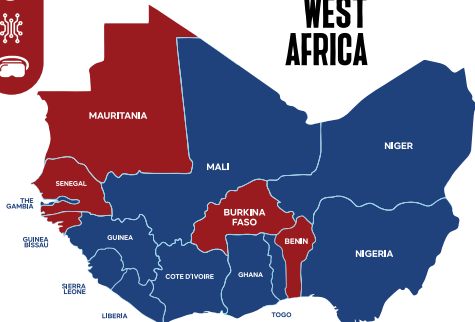 WEST
AFRICA
MAURITANIA
NIGER
MALI
SENEGAL
THE
GAMBIA
BURKINA
FASO
GUINEA
BISSAU
GUINEA
BENIN
NIGERIA
COTE D'IVOIRE
GHANA
SIERRA
LEONE
LIBERIA
TOGO